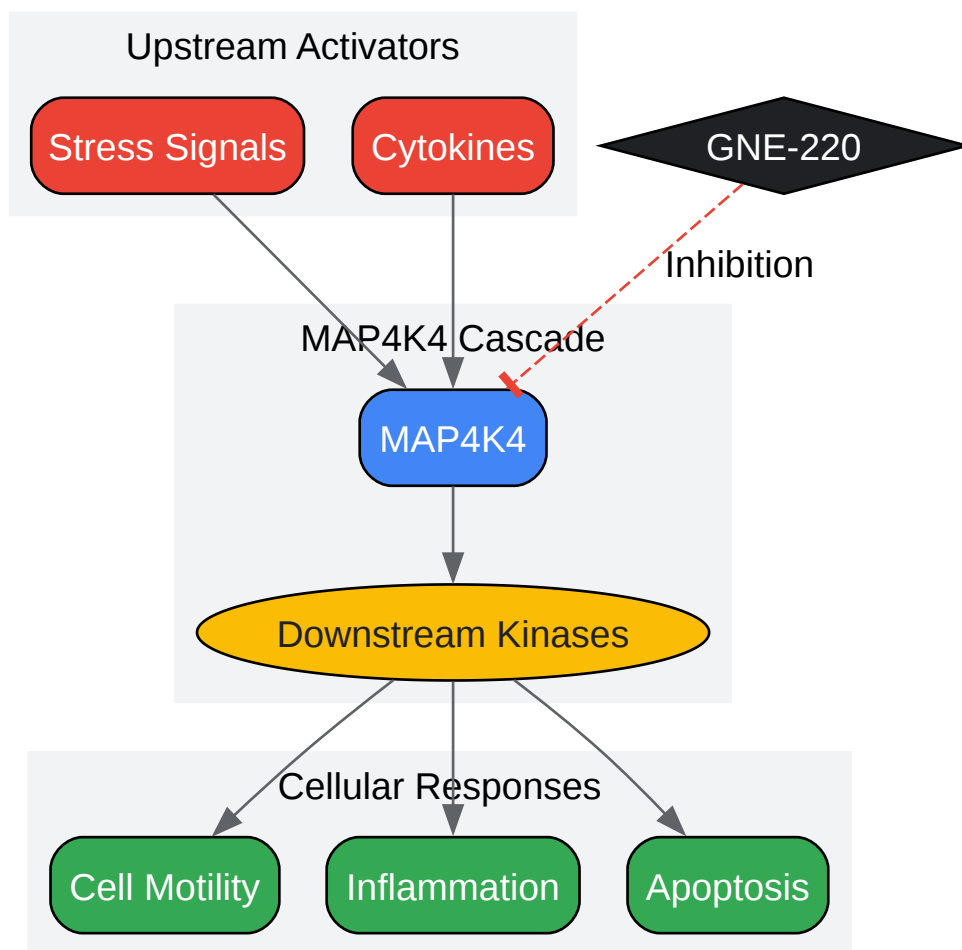 Upstream Activators
Stress Signals
Cytokines
GNE-220
Inhibition
MAP4K4 Cascade
MAP4K4
Downstream Kinases
Cellular Responses
Cell Motility
Inflammation
Apoptosis